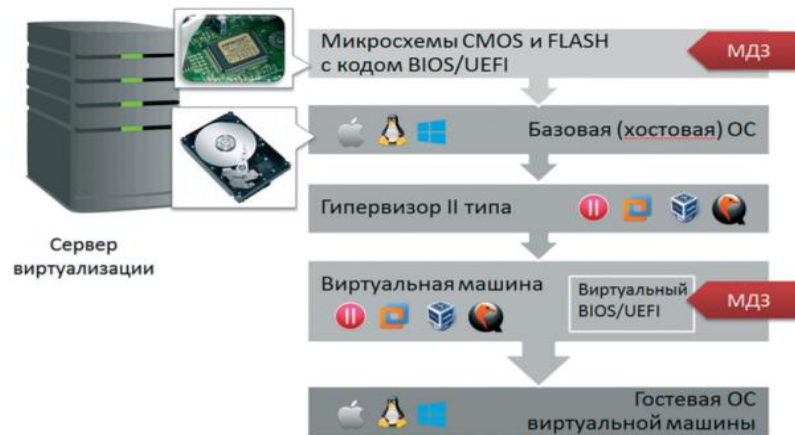 Микросхемы CMOS и FLASH
с кодом BIOS/UEFI
МДЗ
Базовая (хостовая) ОС
Гипервизор II типа
Сервер
виртуализации
Виртуальная машина
Виртуальный
BIOS/UEFI
МДЗ
Гостевая ОС
виртуальной машины